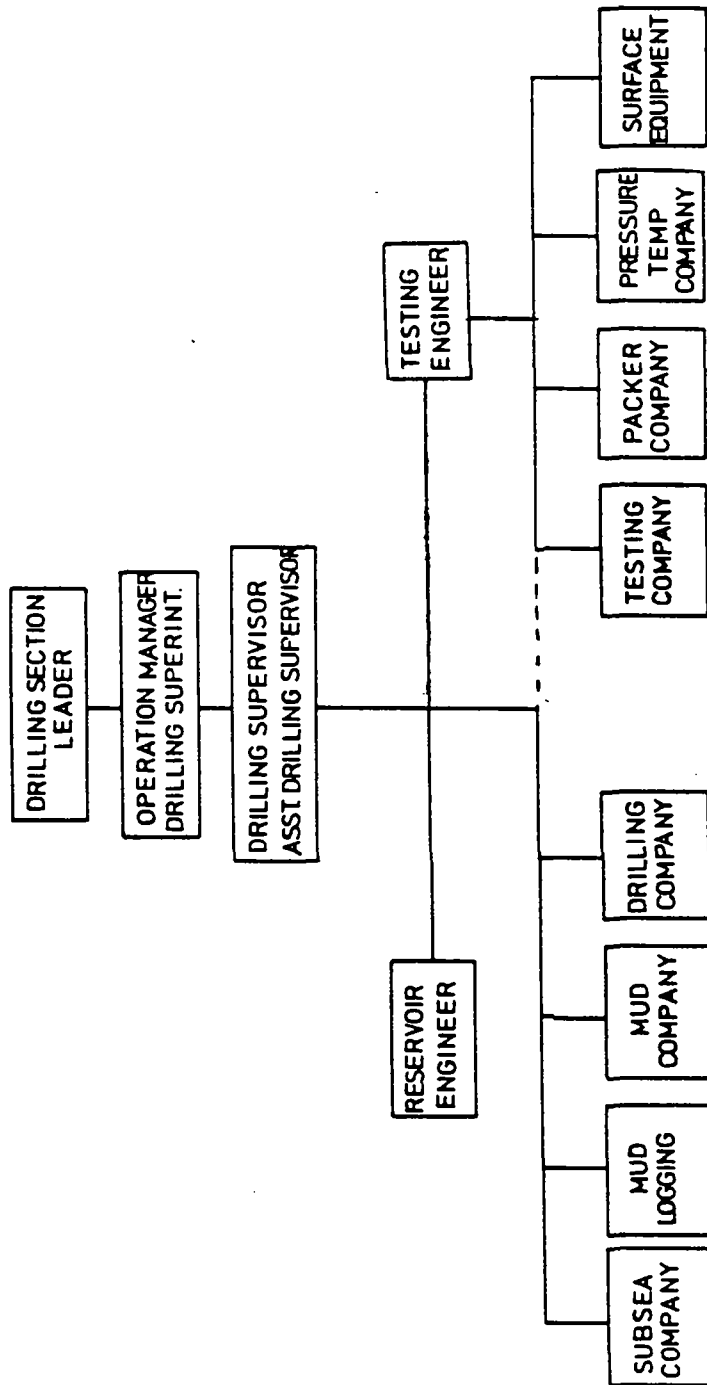 DRILLING SECTION
LEADER
OPERATION MANAGER
DRILLING SUPERINT.
DRILLING SUPERVISOR
ASST DRILLING SUPERVISOR
RESERVOIR
ENGINEER
TESTING
ENGINEER
SUBSEA
COMPANY
MUD
LOGGING
MUD
COMPANY
DRILLING
COMPANY
TESTING
COMPANY
PACKER
COMPANY
PRESSURE
TEMP
COMPANY
SURFACE
EQUIPMENT